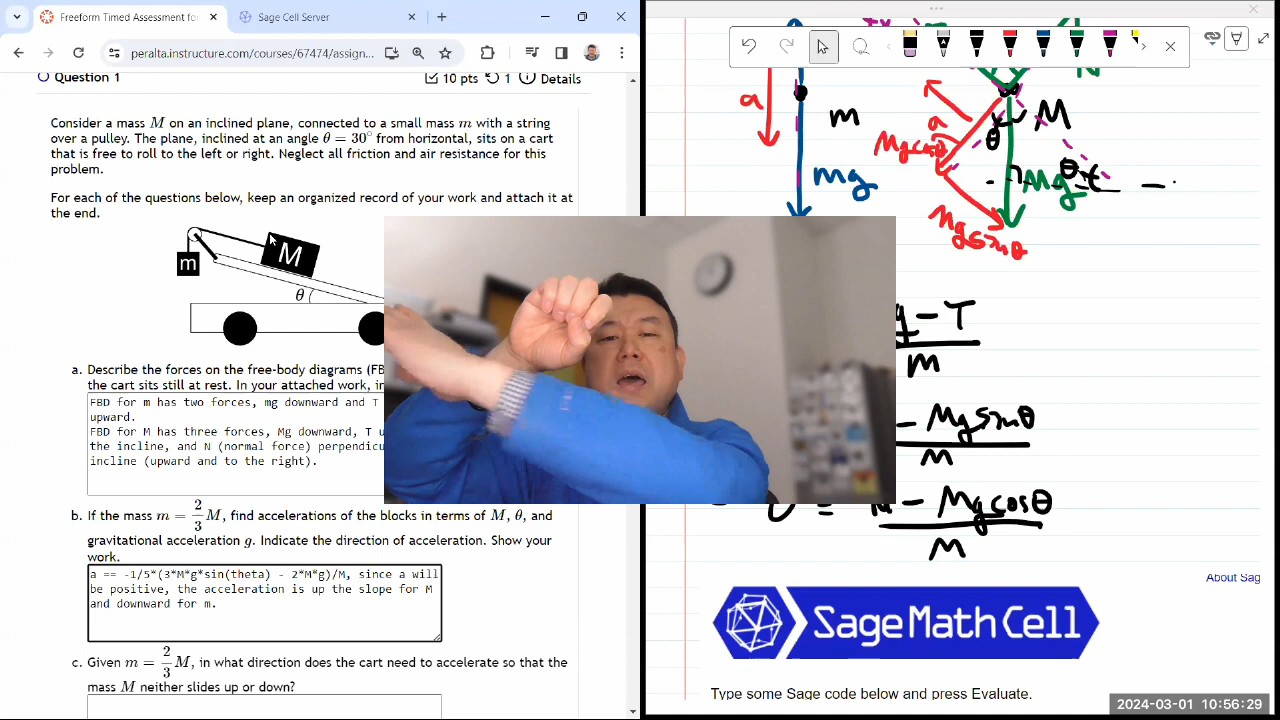 Freeform Timed Assessment for
Sage Cell Server
peralta.instructure.com/courses/
Question 1
10 pts
1
Details
Consider a mass M on an inclined plane,
to a small mass m with a string
over a pulley. The plane, inclined at an angle θ = 30° from horizontal, sits on a cart
that is free to roll to the left or right. Neglect all friction and air resistance for this
problem.
For each of the questions below, keep an organized record of your work and attach it at
the end.
m
M
θ
a. Describe the forces on the free-body diagrams (FB
the cart sits still at rest. In your attached work, in
FBD for m has two forces, mg downward and T
upward.
FBD for M has three forces,
the incline, and N (normal
incline (upward and to the right).
b. If the mass m = 2/3 M, find
of the blocks in terms of M, θ, and
gravitational acceleration g. Indicate the direction of acceleration. Show your
work.
a == -1/5*(3*M*g*sin(theta) - 2*M*g)/M, since a will
be positive, the acceleration is up the slope for M
and downward for m.
c. Given m = 2/3 M, in what direction does the cart need to accelerate so that the
mass M neither slides up or down?
a
m
mg
a
Mgcosθ
θ
M
N
Mg
θ
Mgsinθ
- T
m
- Mgsinθ
M
= - Mgcosθ
M
About Sag
SageMathCell
Type some Sage code below and press Evaluate.
2024-03-01 10:56:29